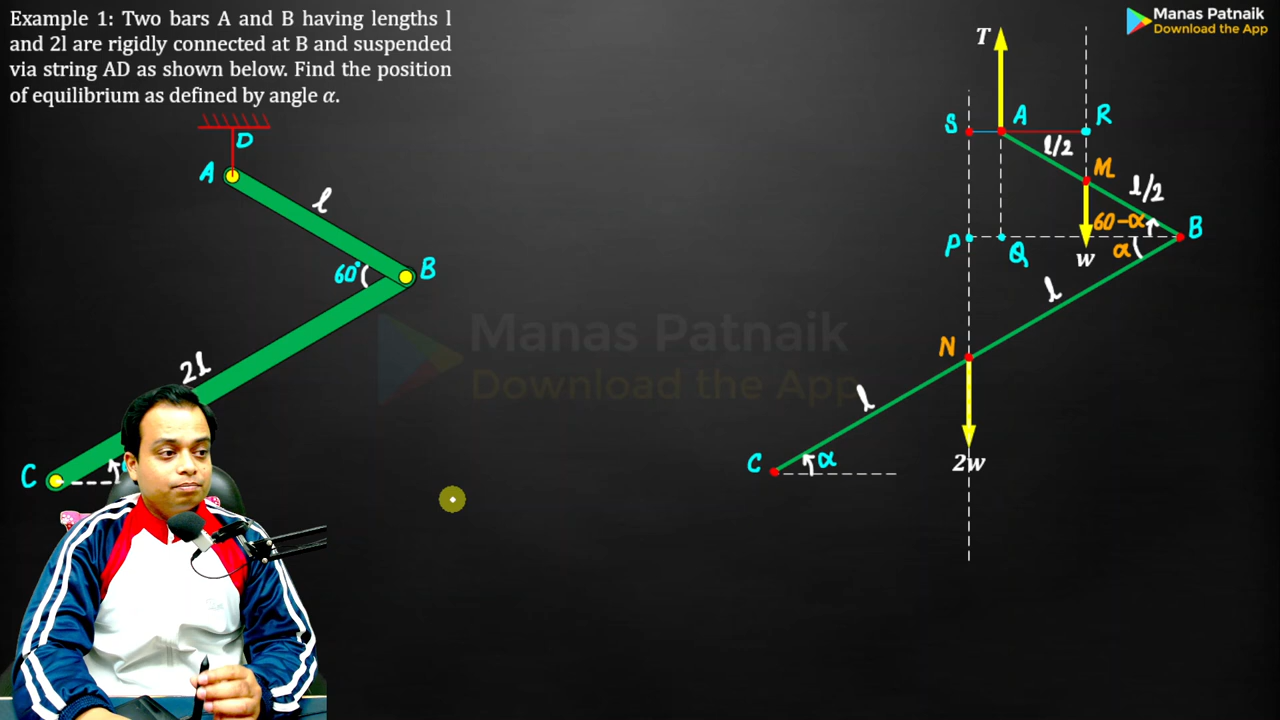 Example 1: Two bars A and B having lengths l
and 2l are rigidly connected at B and suspended
via string AD as shown below. Find the position
of equilibrium as defined by angle α.
Manas Patnaik
Download the App
D
A
l
60°
B
2l
C
T
S
A
R
l/2
M
l/2
60-α
B
P
Q
w
α
l
N
l
C
α
2w
Manas Patnaik
Download the App